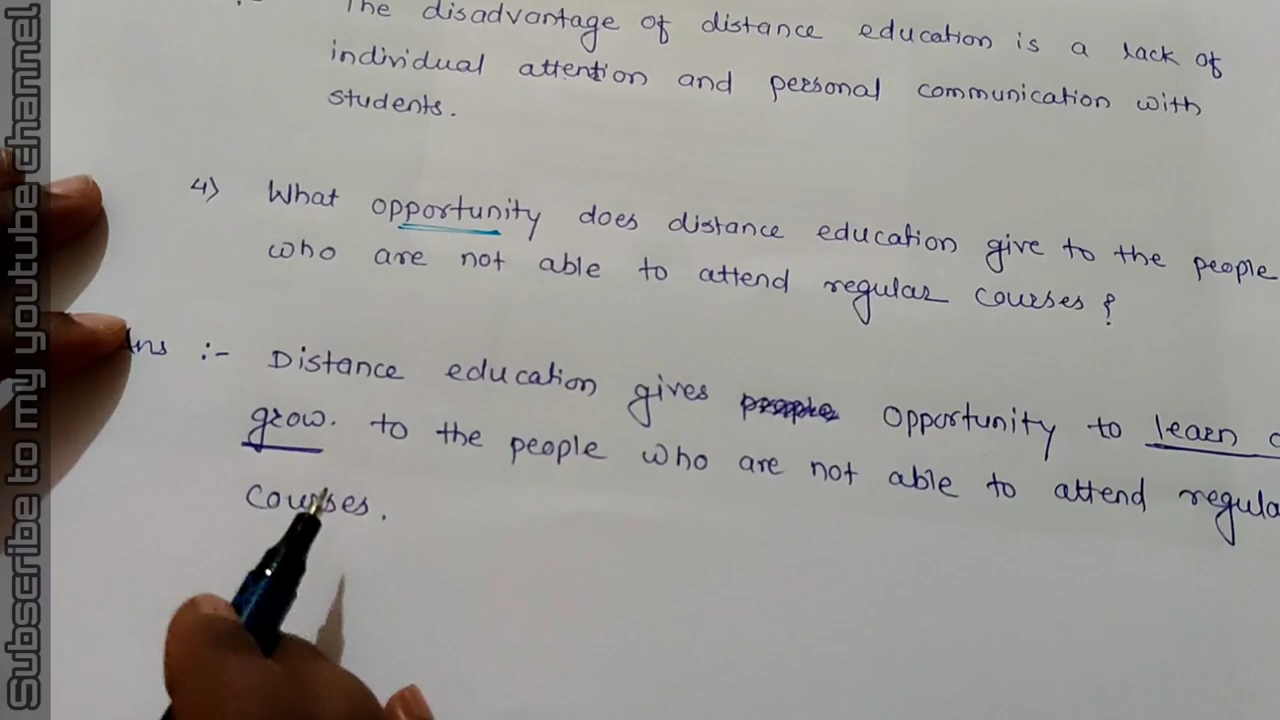 The disadvantage of distance education is a lack of
individual attention and personal communication with
students.
4) What opportunity does distance education give to the people
who are not able to attend regular courses?
Ans :- Distance education gives opportunity to learn
grow. to the people who are not able to attend
courses.
Subscribe to my youtube channel